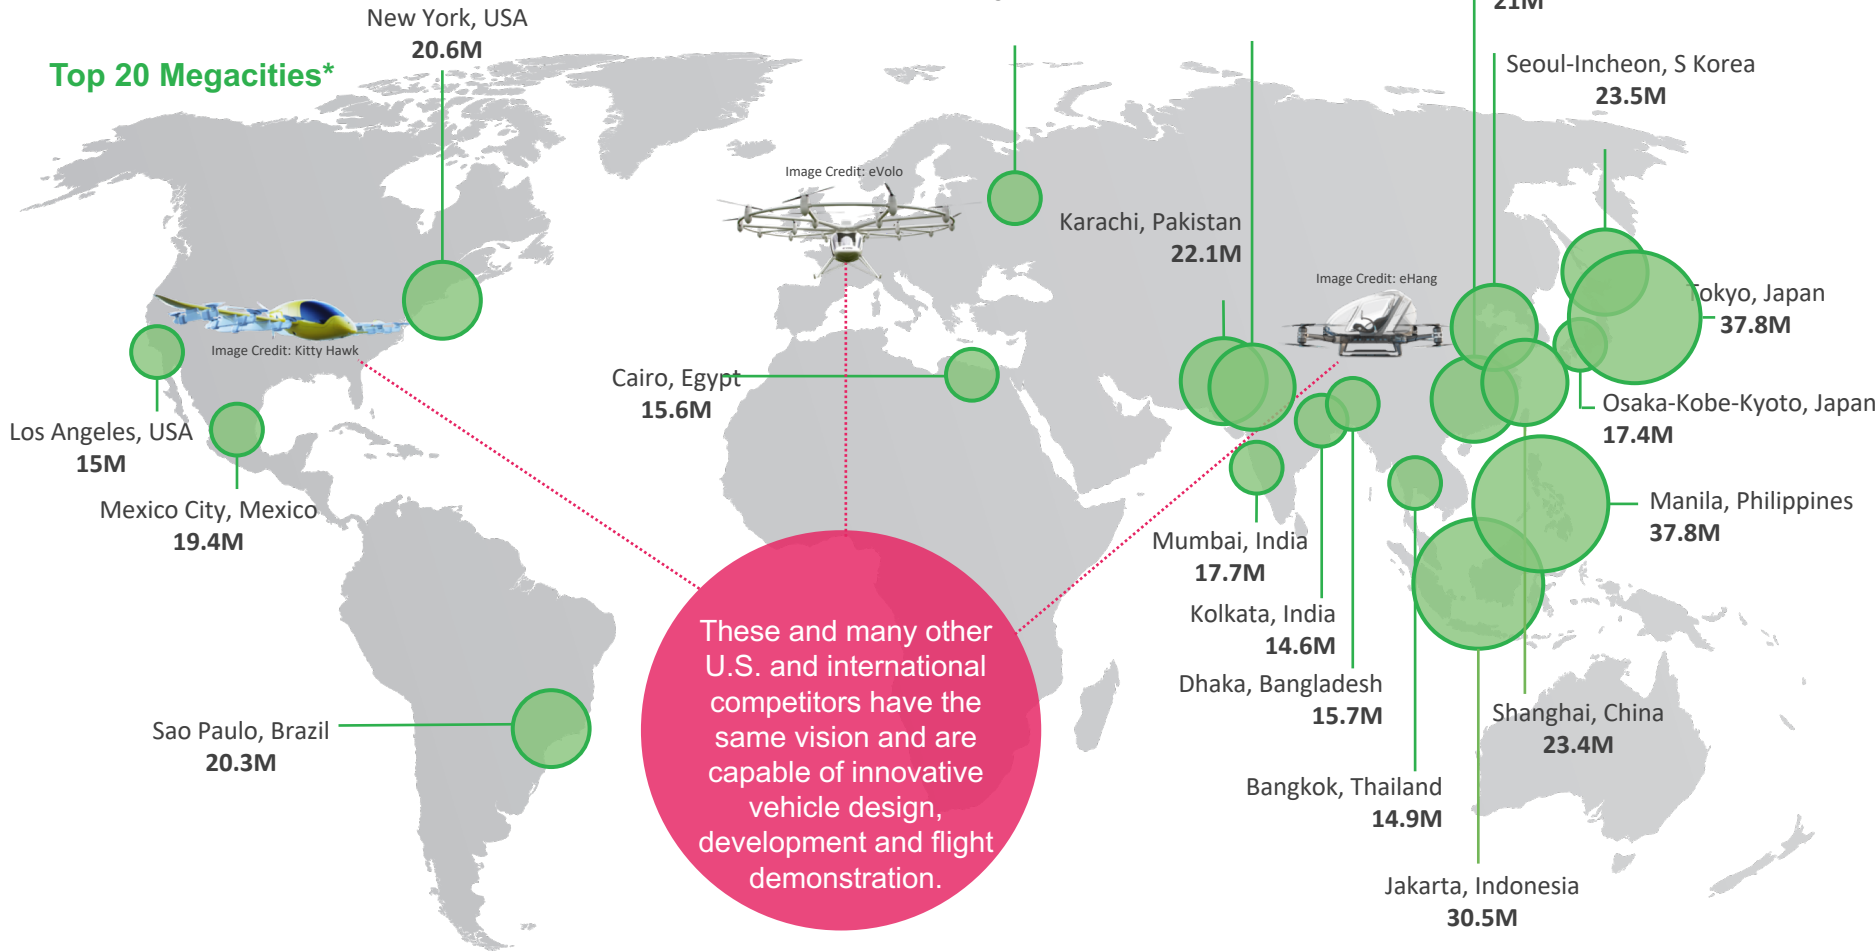 21M
New York, USA
20.6M
Top 20 Megacities*
Seoul-Incheon, S Korea
23.5M
Image Credit: eVolo
Karachi, Pakistan
22.1M
Image Credit: eHang
Tokyo, Japan
37.8M
Image Credit: Kitty Hawk
Cairo, Egypt
15.6M
Osaka-Kobe-Kyoto, Japan
17.4M
Los Angeles, USA
15M
Mexico City, Mexico
19.4M
Manila, Philippines
37.8M
Mumbai, India
17.7M
Kolkata, India
14.6M
Dhaka, Bangladesh
15.7M
Shanghai, China
23.4M
Sao Paulo, Brazil
20.3M
Bangkok, Thailand
14.9M
Jakarta, Indonesia
30.5M
These and many other
U.S. and international
competitors have the
same vision and are
capable of innovative
vehicle design,
development and flight
demonstration.